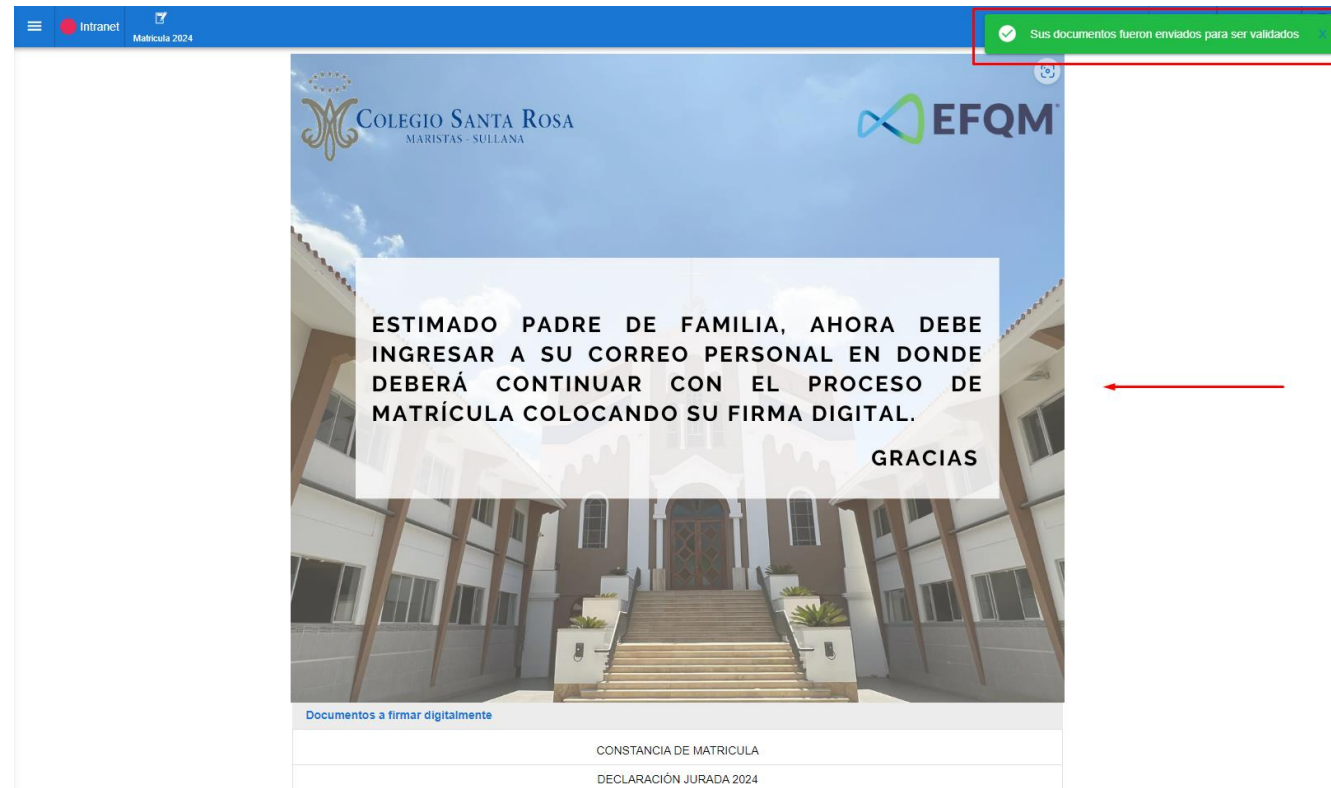 Intranet
Matrícula 2024
Sus documentos fueron enviados para ser validados X
COLEGIO SANTA ROSA
MARISTAS - SULLANA
EFQM
ESTIMADO PADRE DE FAMILIA, AHORA DEBE
INGRESAR A SU CORREO PERSONAL EN DONDE
DEBERÁ CONTINUAR CON EL PROCESO DE
MATRÍCULA COLOCANDO SU FIRMA DIGITAL.
GRACIAS
Documentos a firmar digitalmente
CONSTANCIA DE MATRICULA
DECLARACIÓN JURADA 2024